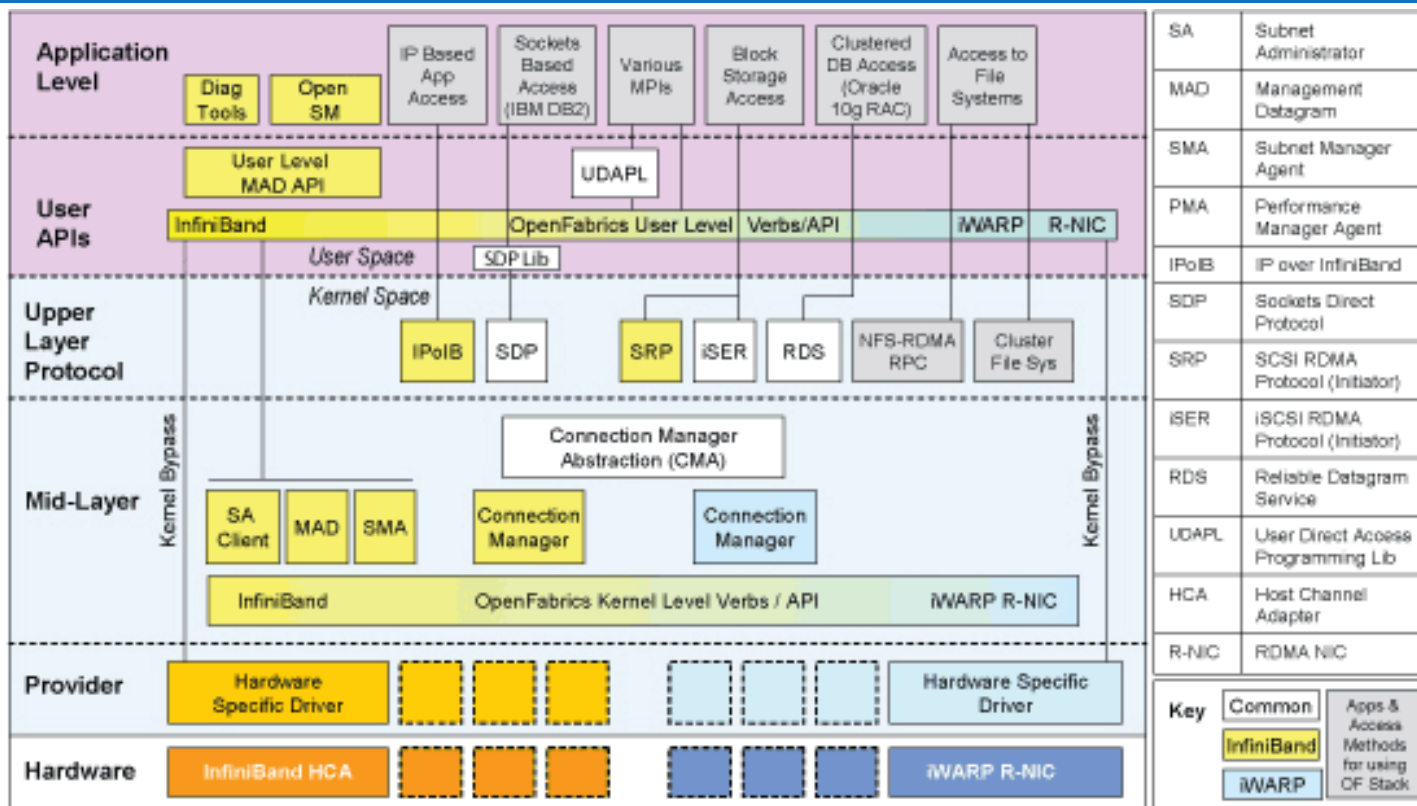 Application
Level
Diag
Tools
Open
SM
IP Based
App
Access
Sockets
Based
Access
(IBM DB2)
Various
MPIs
Block
Storage
Access
Clustered
DB Access
(Oracle
10g RAC)
Access to
File
Systems
User
APIs
User Level
MAD API
UDAPL
InfiniBand
OpenFabrics User Level Verbs/API
iWARP R-NIC
User Space
SDP Lib
Kernel Space
Upper
Layer
Protocol
IPoIB
SDP
SRP
iSER
RDS
NFS-RDMA
RPC
Cluster
File Sys
Mid-Layer
Kernel Bypass
Connection Manager
Abstraction (CMA)
SA
Client
MAD
SMA
Connection
Manager
Connection
Manager
Kernel Bypass
InfiniBand
OpenFabrics Kernel Level Verbs / API
iWARP R-NIC
Provider
Hardware
Specific Driver
Hardware Specific
Driver
Hardware
InfiniBand HCA
iWARP R-NIC
SA Subnet
Administrator
MAD Management
Datagram
SMA Subnet Manager
Agent
PMA Performance
Manager Agent
IPoIB IP over InfiniBand
SDP Sockets Direct
Protocol
SRP SCSI RDMA
Protocol (Initiator)
iSER iSCSI RDMA
Protocol (Initiator)
RDS Reliable Datagram
Service
UDAPL User Direct Access
Programming Lib
HCA Host Channel
Adapter
R-NIC RDMA NIC
Key
Common
InfiniBand
iWARP
Apps &
Access
Methods
for using
OF Stack